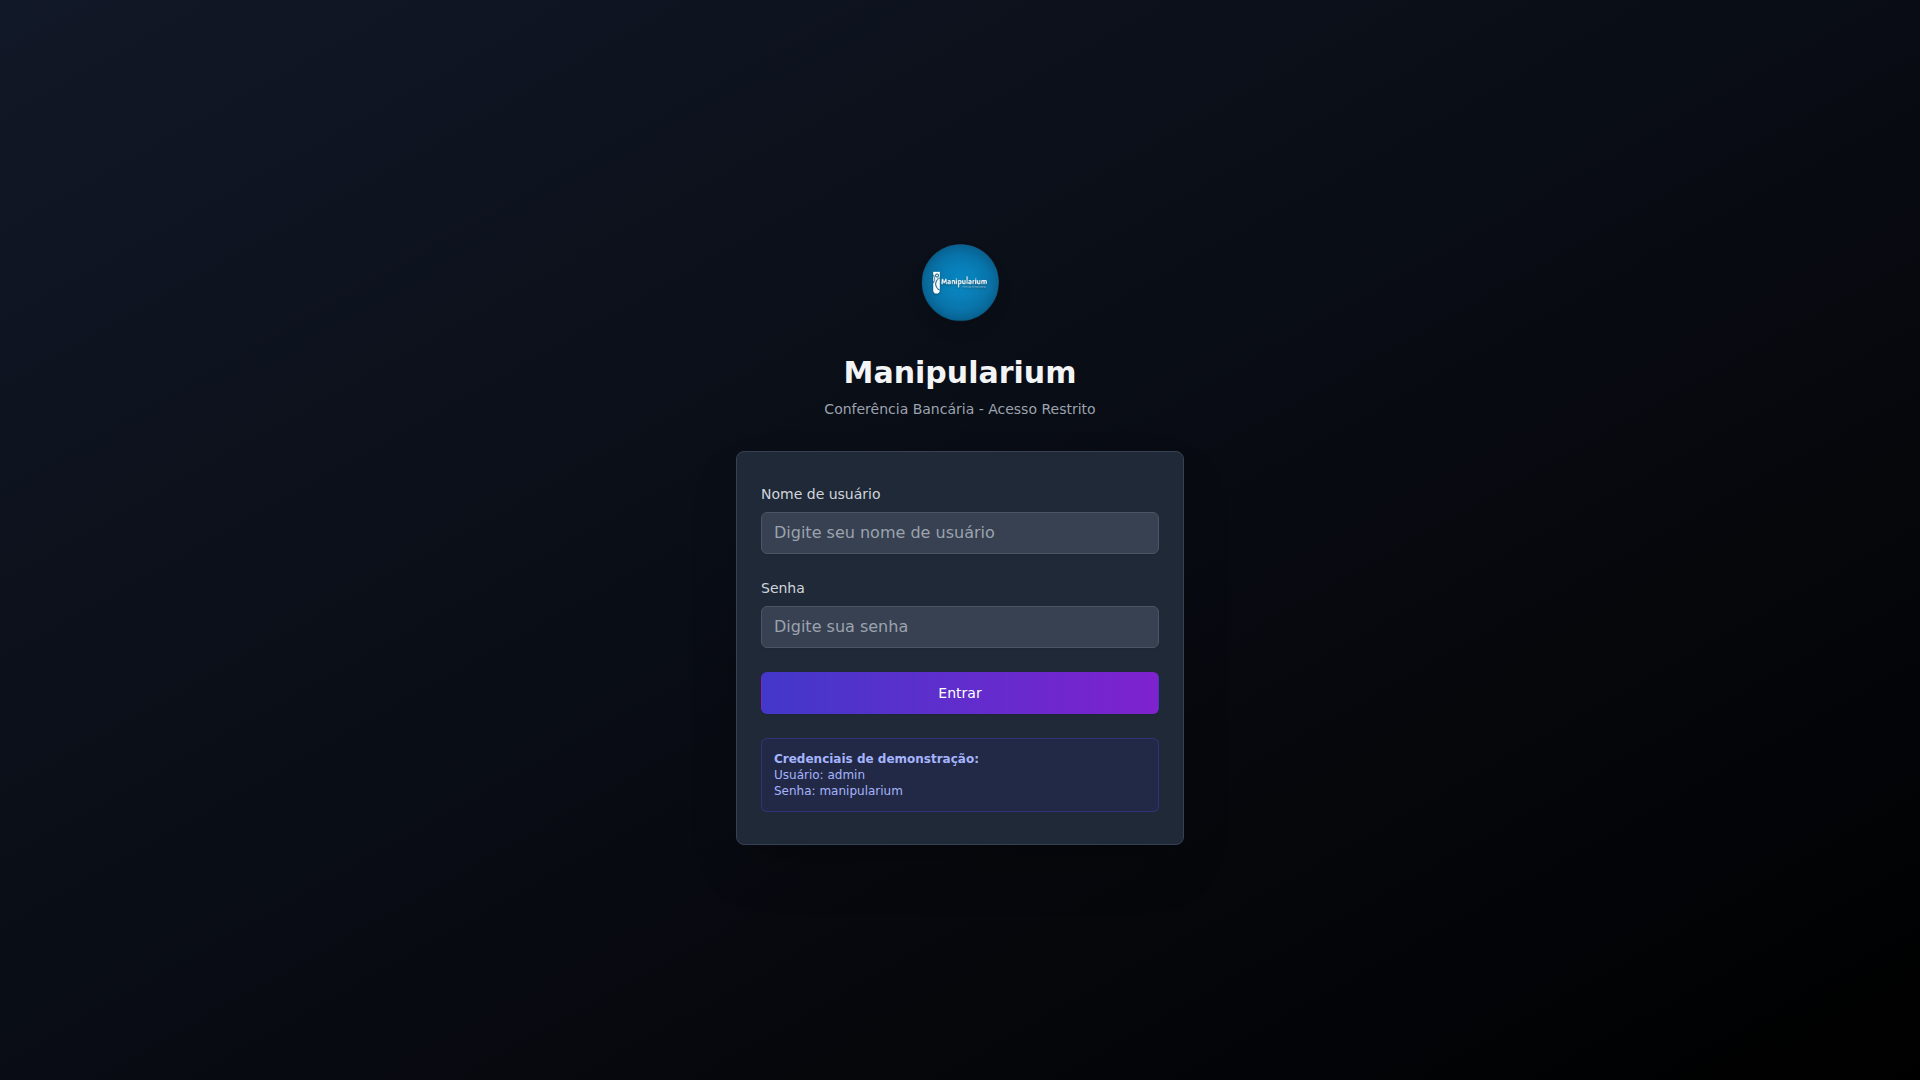 Manipularium
Manipularium
Conferência Bancária - Acesso Restrito
Nome de usuário
Digite seu nome de usuário
Senha
Digite sua senha
Entrar
Credenciais de demonstração:
Usuário: admin
Senha: manipularium